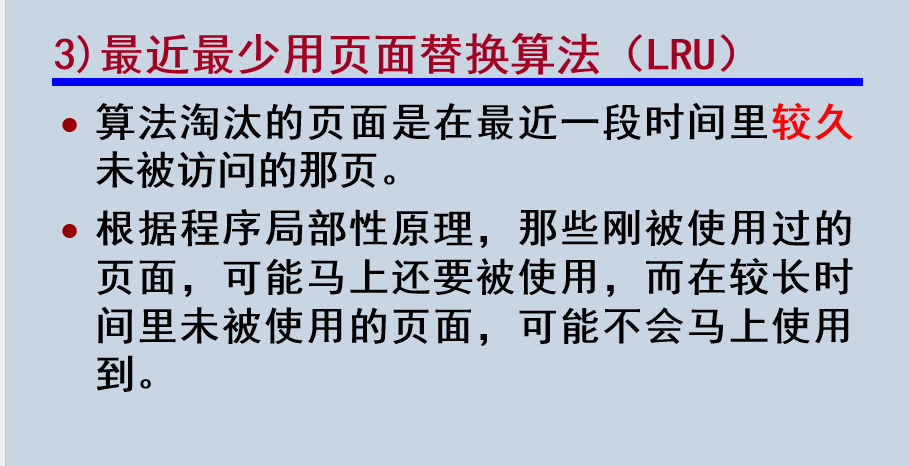 3)最近最少用页面替换算法（LRU）
• 算法淘汰的页面是在最近一段时间里较久
未被访问的那页。
• 根据程序局部性原理，那些刚被使用过的
页面，可能马上还要被使用，而在较长时
间里未被使用的页面，可能不会马上使用
到。